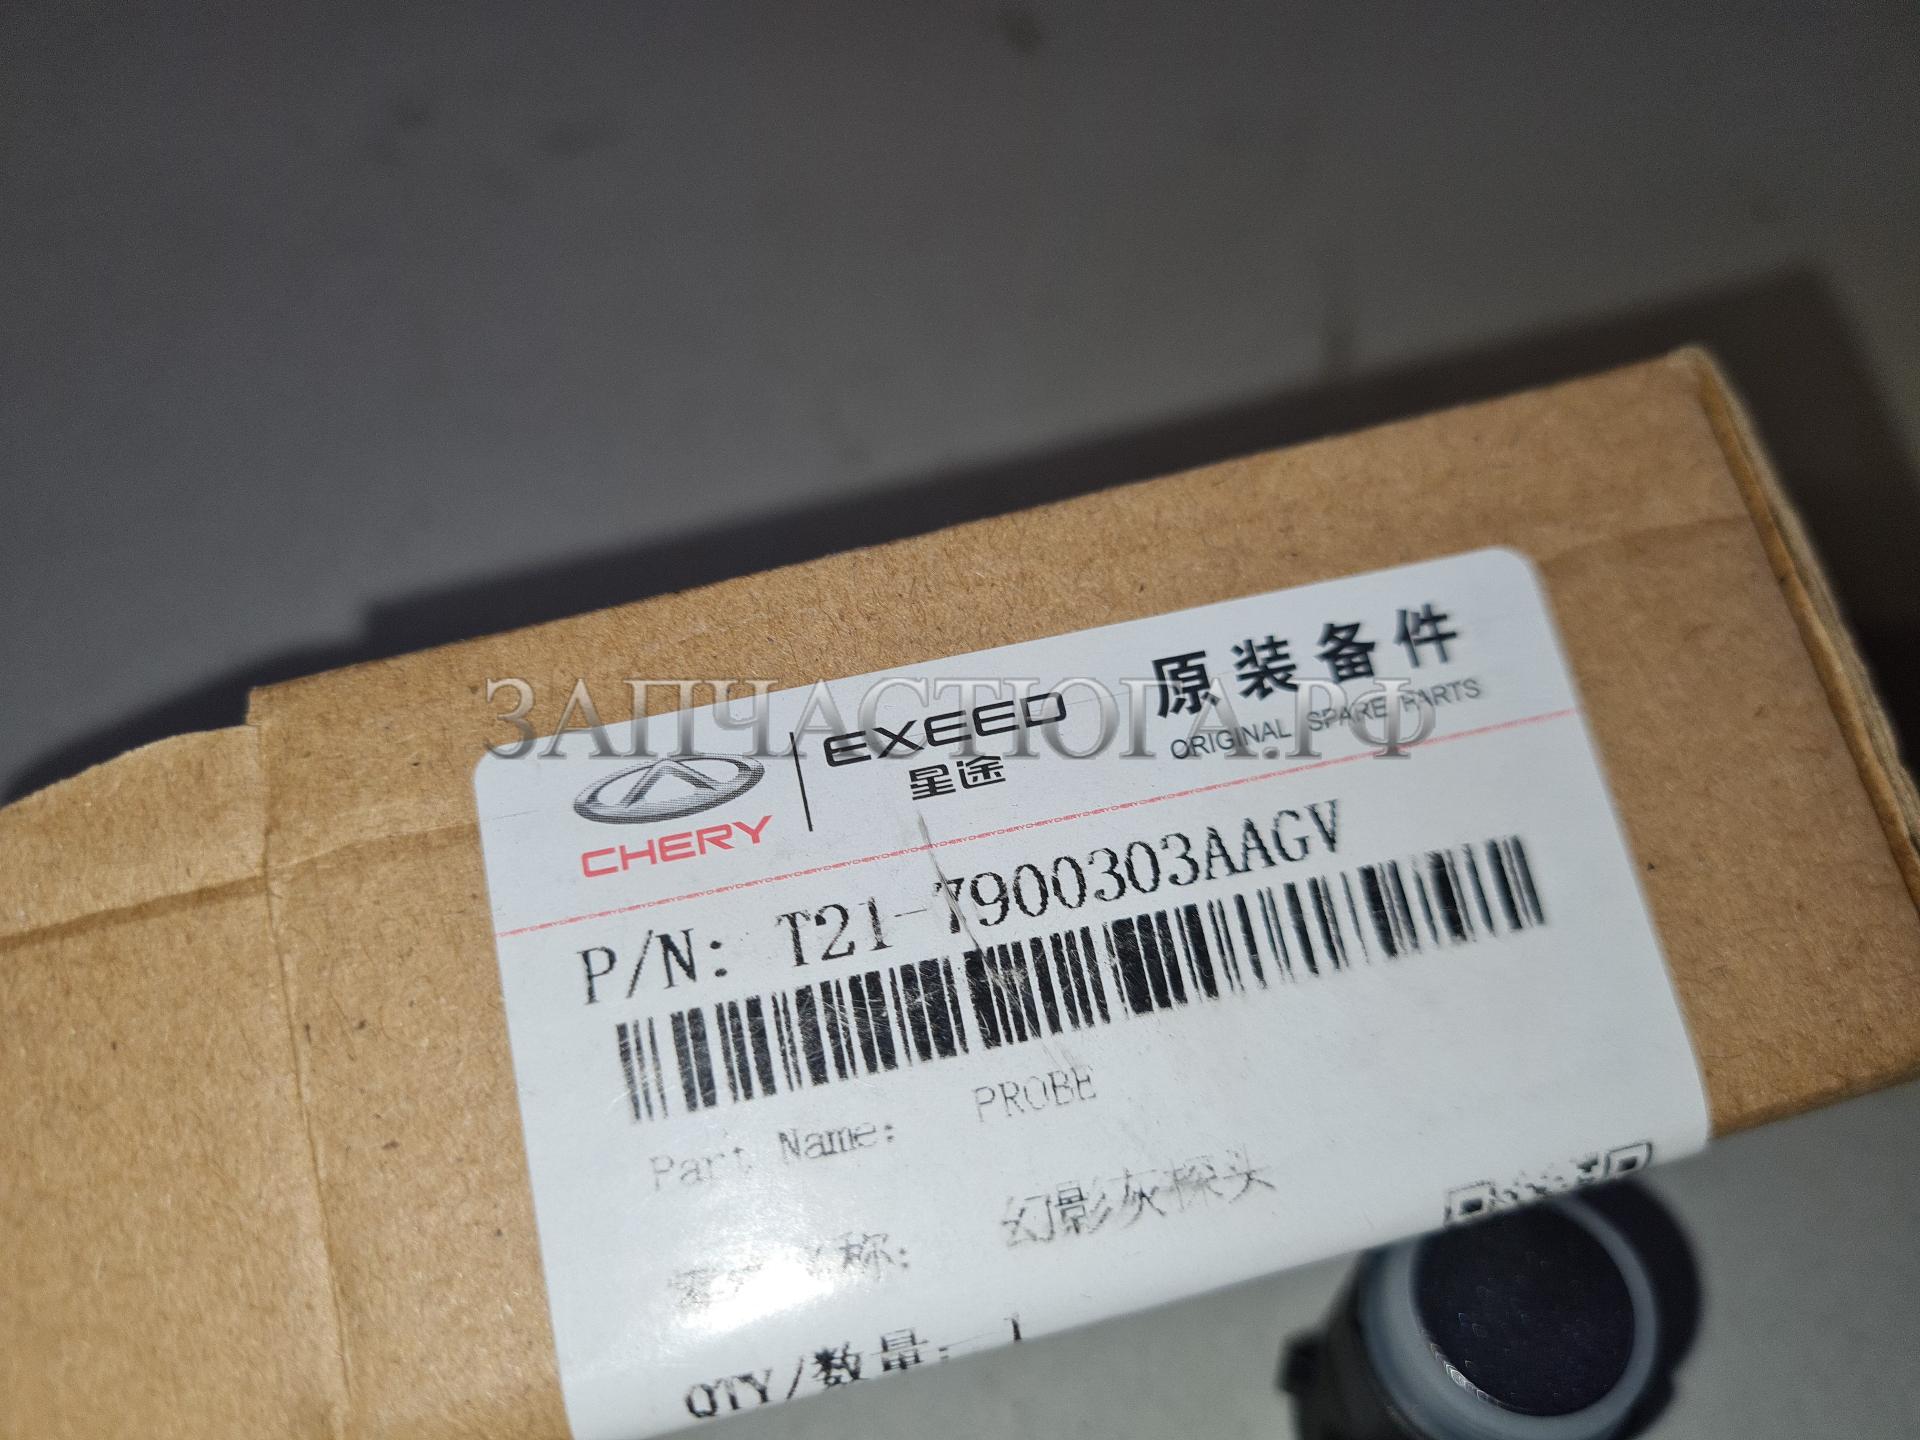 ЗАПЧАСТЮГА.РФ
CHERY
EXEED
星途
原装备件
ORIGINAL SPARE PARTS
P/N: T21-7900303AAGV
Part Name: PROBE
称: 幻影灰探头
QTY/数量: 1